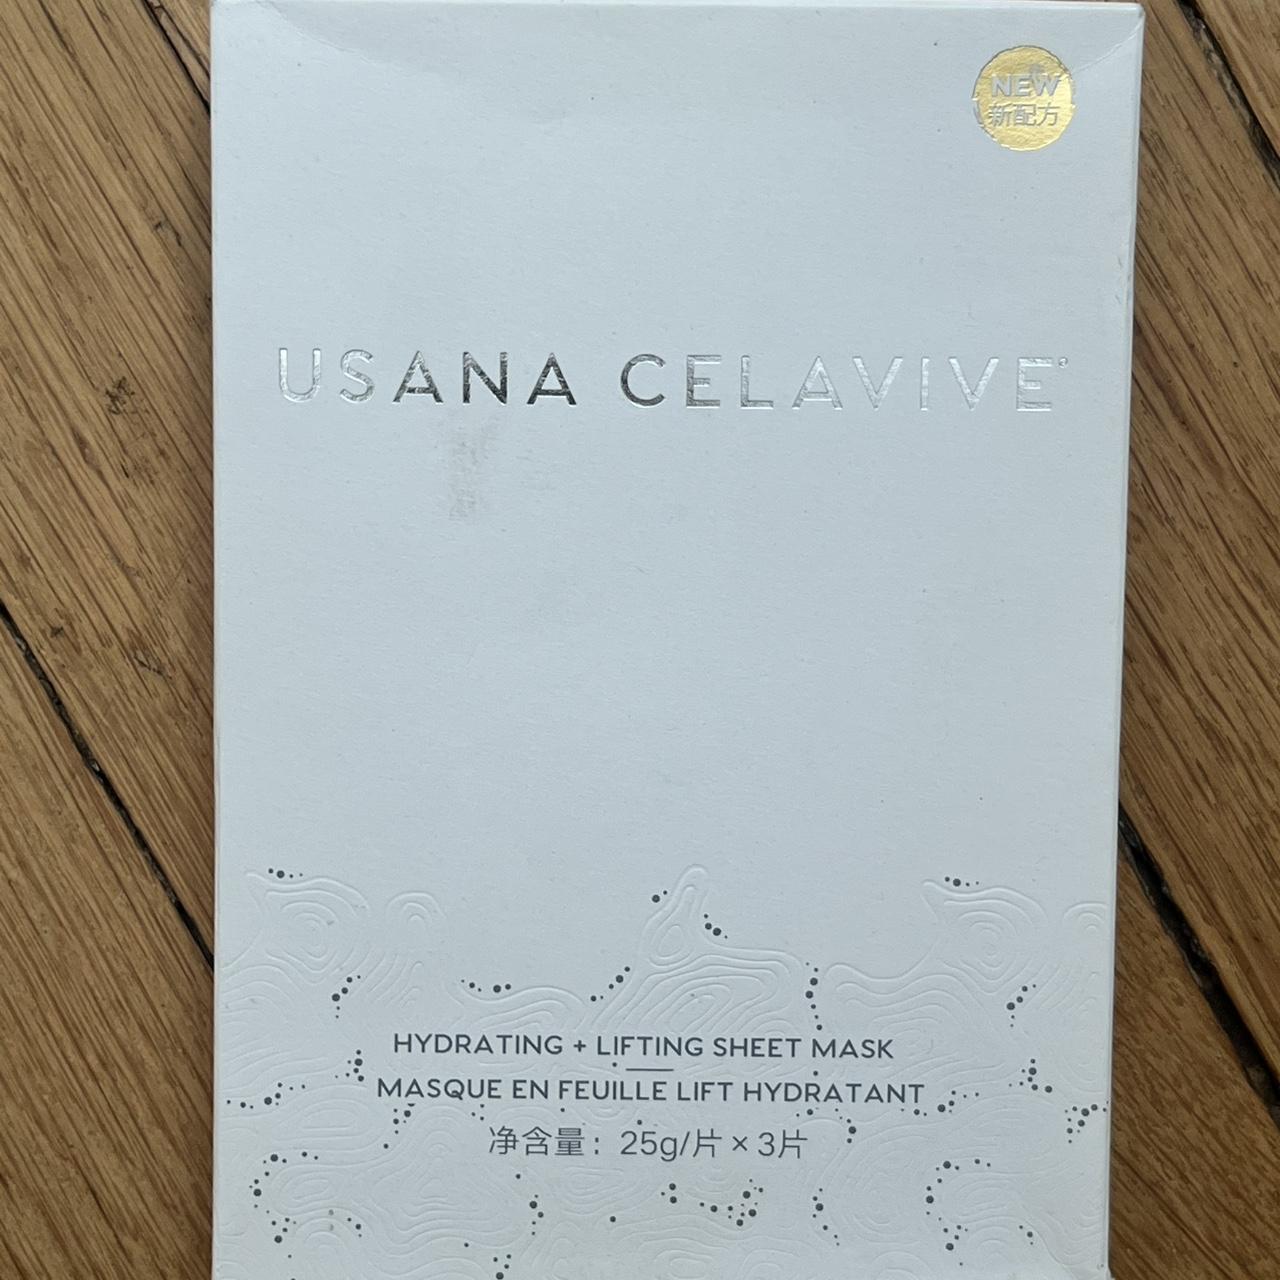 NEW
新配方
USANA CELAVIVE®
HYDRATING + LIFTING SHEET MASK
MASQUE EN FEUILLE LIFT HYDRATANT
净含量：25g/片 × 3片